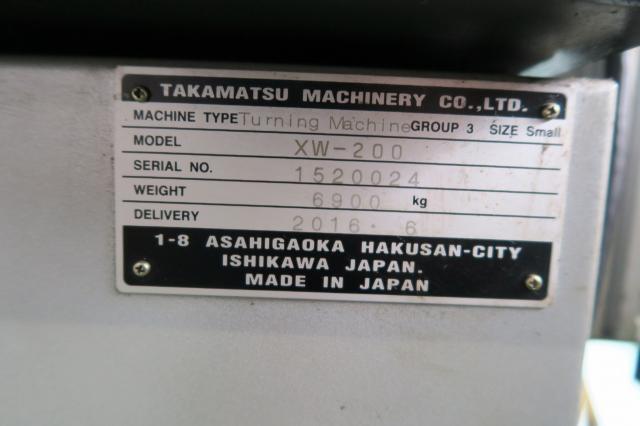 TAKAMATSU MACHINERY CO.,LTD.
MACHINE TYPE Turning Machine GROUP 3 SIZE Small
MODEL XW-200
SERIAL NO. 1520024
WEIGHT 6900 kg
DELIVERY 2016. 6
1-8 ASAHIGAOKA HAKUSAN-CITY
ISHIKAWA JAPAN.
MADE IN JAPAN